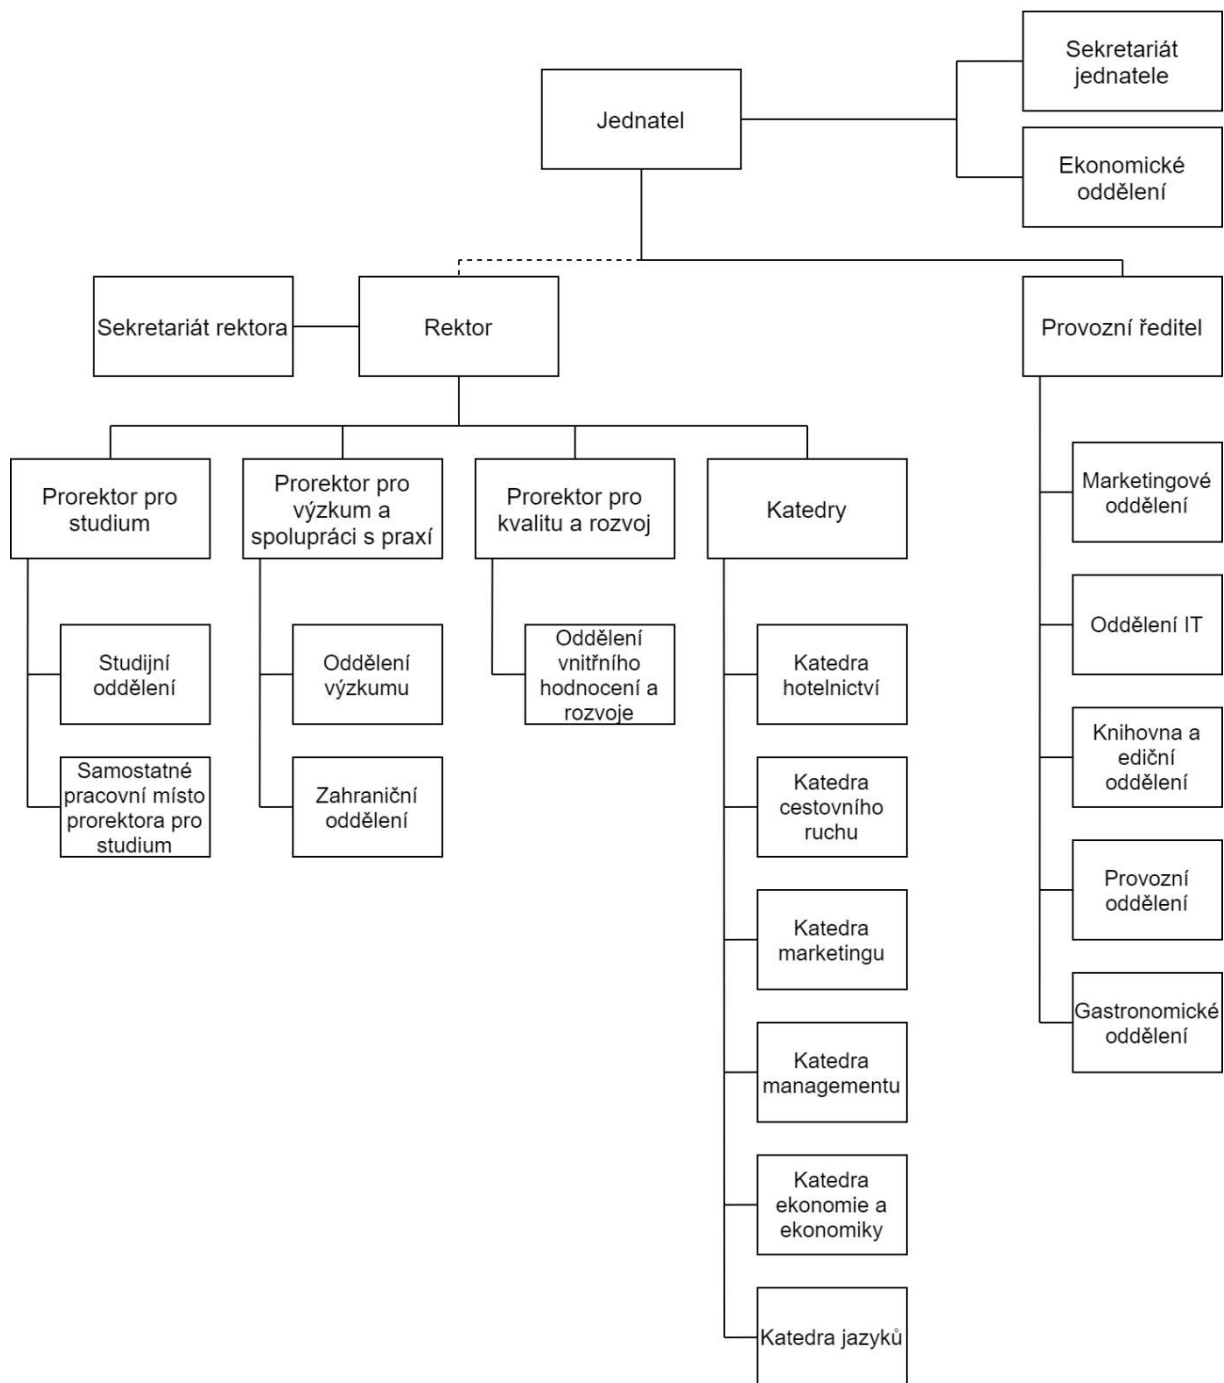 Sekretariát
jednatele
Jednatel
Ekonomické
oddělení
Sekretariát rektora
Rektor
Provozní ředitel
Prorektor pro
studium
Prorektor pro
výzkum a
spolupráci s praxí
Prorektor pro
kvalitu a rozvoj
Katedry
Marketingové
oddělení
Studijní
oddělení
Oddělení
výzkumu
Oddělení
vnitřního
hodnocení a
rozvoje
Katedra
hotelnictví
Oddělení IT
Samostatné
pracovní místo
prorektora pro
studium
Zahraniční
oddělení
Katedra
cestovního
ruchu
Knihovna a
ediční
oddělení
Katedra
marketingu
Provozní
oddělení
Katedra
managementu
Gastronomické
oddělení
Katedra
ekonomie a
ekonomiky
Katedra jazyků